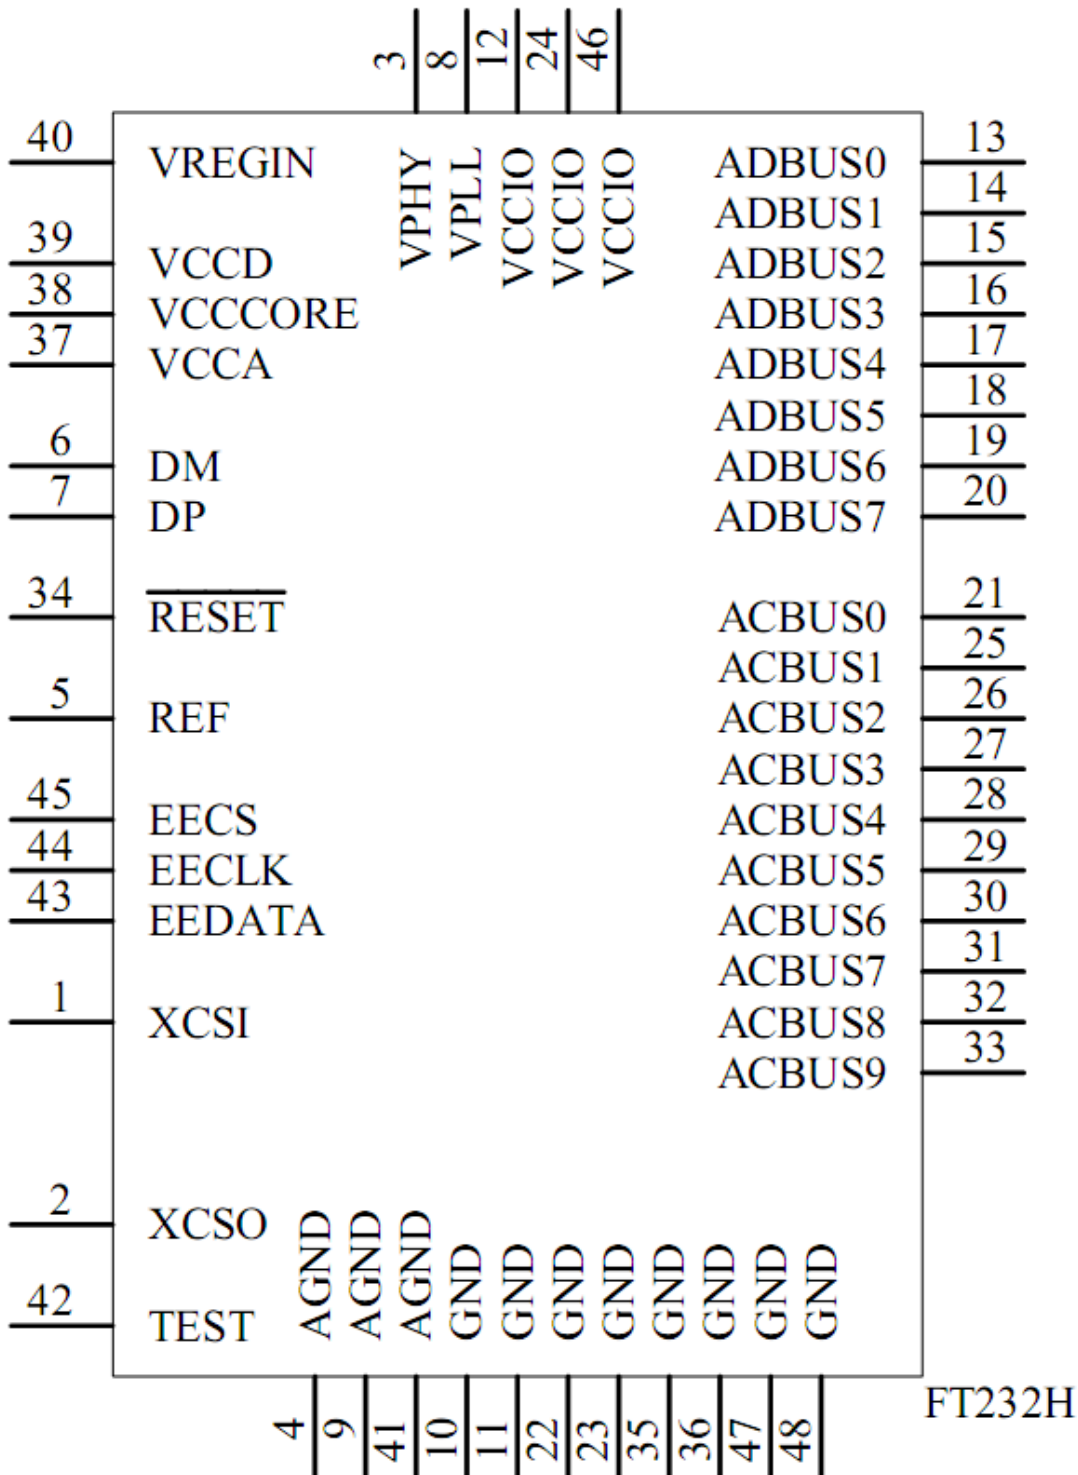 3 8 12 24 46
VPHY VPLL VCCIO VCCIO VCCIO
40 VREGIN ADBUS0 13
ADBUS1 14
39 VCCD ADBUS2 15
38 VCCCORE ADBUS3 16
37 VCCA ADBUS4 17
ADBUS5 18
6 DM ADBUS6 19
7 DP ADBUS7 20
34 RESET ACBUS0 21
ACBUS1 25
5 REF ACBUS2 26
ACBUS3 27
45 EECS ACBUS4 28
44 EECLK ACBUS5 29
43 EEDATA ACBUS6 30
ACBUS7 31
1 XCSI ACBUS8 32
ACBUS9 33
2 XCSO
42 TEST
AGND AGND AGND GND GND GND GND GND GND GND GND
4 9 41 10 11 22 23 35 36 47 48
FT232H